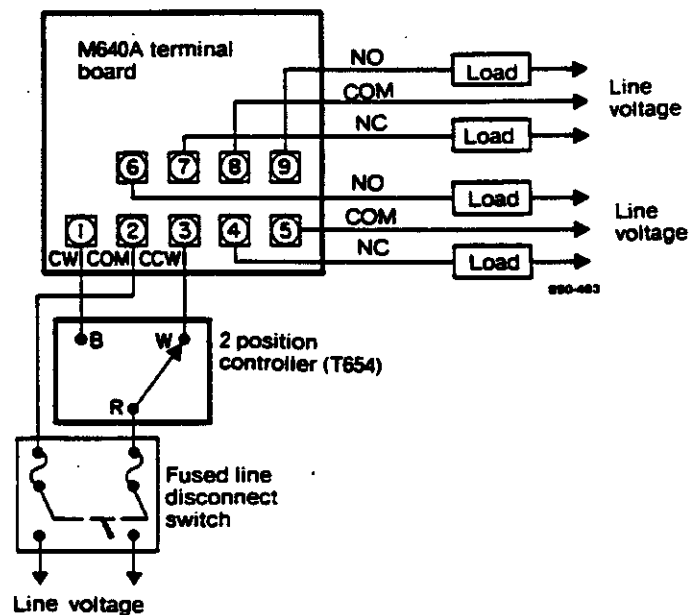 M640A terminal
board
NO
Load
COM
Line
voltage
NC
Load
6
7
8
9
NO
Load
COM
Line
voltage
1
2
3
4
5
NC
Load
CW
COM
CCW
B
W
2 position
controller (T654)
R
Fused line
disconnect
switch
Line voltage